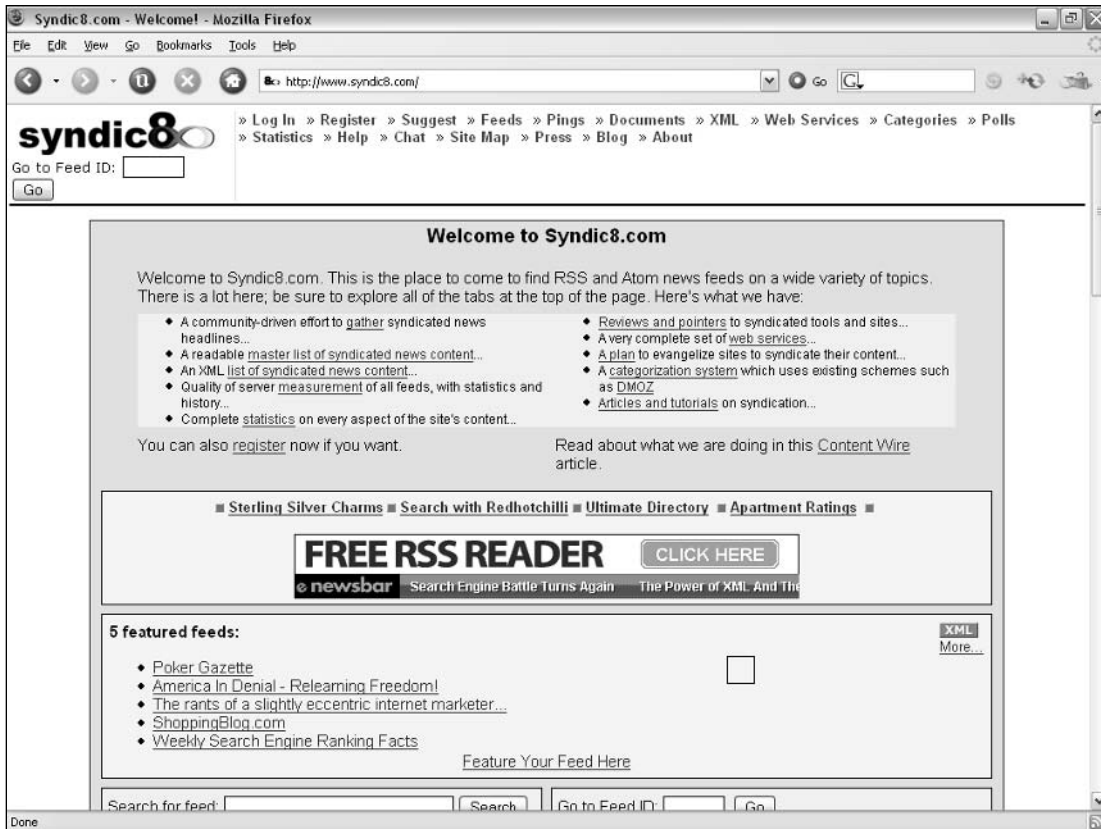 Syndic8.com - Welcome! - Mozilla Firefox
File Edit View Go Bookmarks Tools Help
8 http://www.syndic8.com/ Go G
syndic8
» Log In » Register » Suggest » Feeds » Pings » Documents » XML » Web Services » Categories » Polls
» Statistics » Help » Chat » Site Map » Press » Blog » About
Go to Feed ID:
Go
Welcome to Syndic8.com
Welcome to Syndic8.com. This is the place to come to find RSS and Atom news feeds on a wide variety of topics.
There is a lot here; be sure to explore all of the tabs at the top of the page. Here's what we have:
A community-driven effort to gather syndicated news
headlines...
A readable master list of syndicated news content...
An XML list of syndicated news content...
Quality of server measurement of all feeds, with statistics and
history...
Complete statistics on every aspect of the site's content...
Reviews and pointers to syndicated tools and sites...
A very complete set of web services...
A plan to evangelize sites to syndicate their content...
A categorization system which uses existing schemes such
as DMOZ
Articles and tutorials on syndication...
You can also register now if you want.
Read about what we are doing in this Content Wire
article.
Sterling Silver Charms Search with Redhotchilli Ultimate Directory Apartment Ratings
FREE RSS READER CLICK HERE
e newsbar Search Engine Battle Turns Again The Power of XML And The
5 featured feeds:
XML
More...
Poker Gazette
America In Denial - Relearning Freedom!
The rants of a slightly eccentric internet marketer...
ShoppingBlog.com
Weekly Search Engine Ranking Facts
Feature Your Feed Here
Search for feed: Search Go to Feed ID: Go
Done